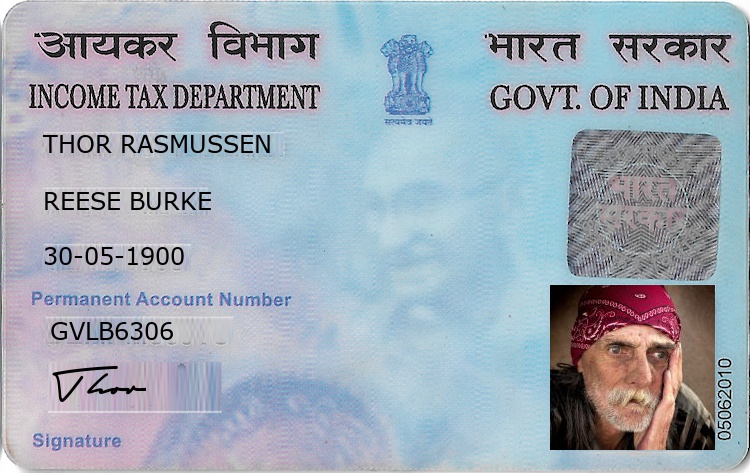 आयकर विभाग
भारत सरकार
INCOME TAX DEPARTMENT
GOVT. OF INDIA
सत्यमेव जयते
THOR RASMUSSEN
REESE BURKE
भारत
सरकार
30-05-1900
Permanent Account Number
GVLB6306
Thor
05062010
Signature